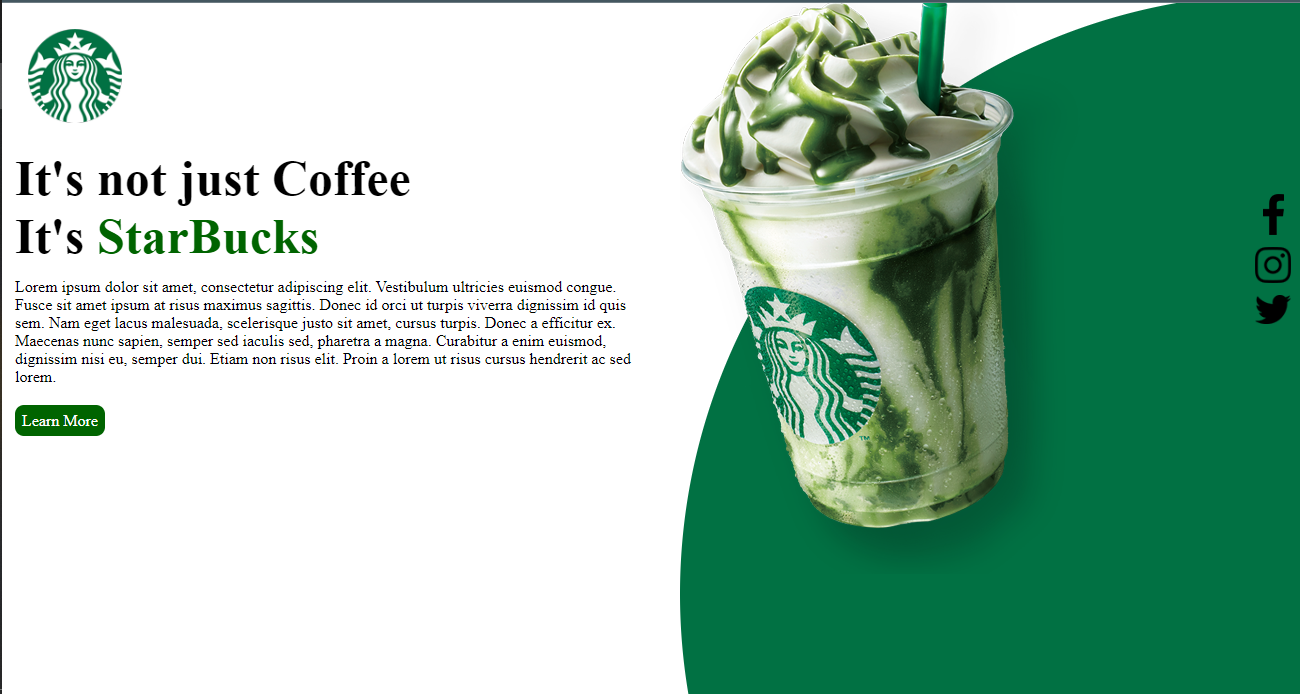 It's not just Coffee
It's StarBucks
Lorem ipsum dolor sit amet, consectetur adipiscing elit. Vestibulum ultricies euismod congue.
Fusce sit amet ipsum at risus maximus sagittis. Donec id orci ut turpis viverra dignissim id quis
sem. Nam eget lacus malesuada, scelerisque justo sit amet, cursus turpis. Donec a efficitur ex.
Maecenas nunc sapien, semper sed iaculis sed, pharetra a magna. Curabitur a enim euismod,
dignissim nisi eu, semper dui. Etiam non risus elit. Proin a lorem ut risus cursus hendrerit ac sed
lorem.
Learn More
TM